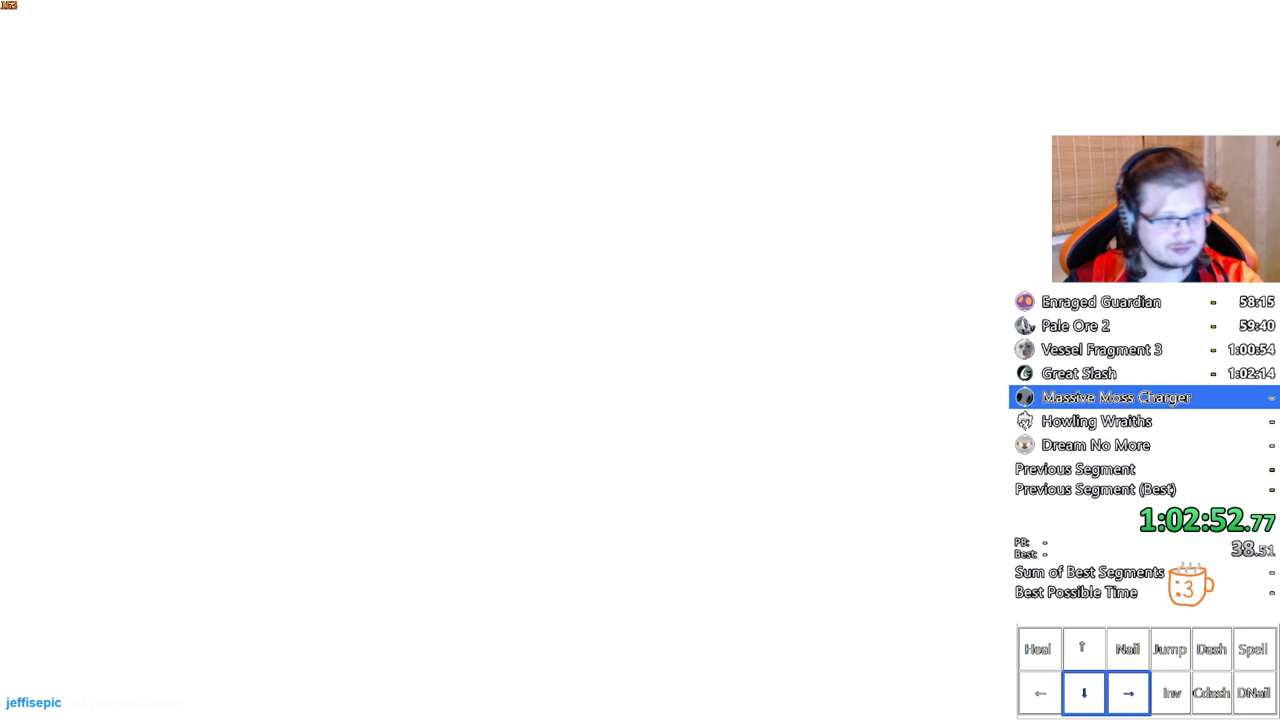 163
Enraged Guardian - 58:15
Pale Ore 2 - 59:40
Vessel Fragment 3 - 1:00:54
Great Slash - 1:02:14
Massive Moss Charger -
Howling Wraiths -
Dream No More -
Previous Segment -
Previous Segment (Best) -
1:02:52.77
PB: - 38.51
Best: -
Sum of Best Segments -
:3
Best Possible Time -
Heal ↑ Nail Jump Dash Spell
← ↓ → Inv Cdash DNail
jeffisepic